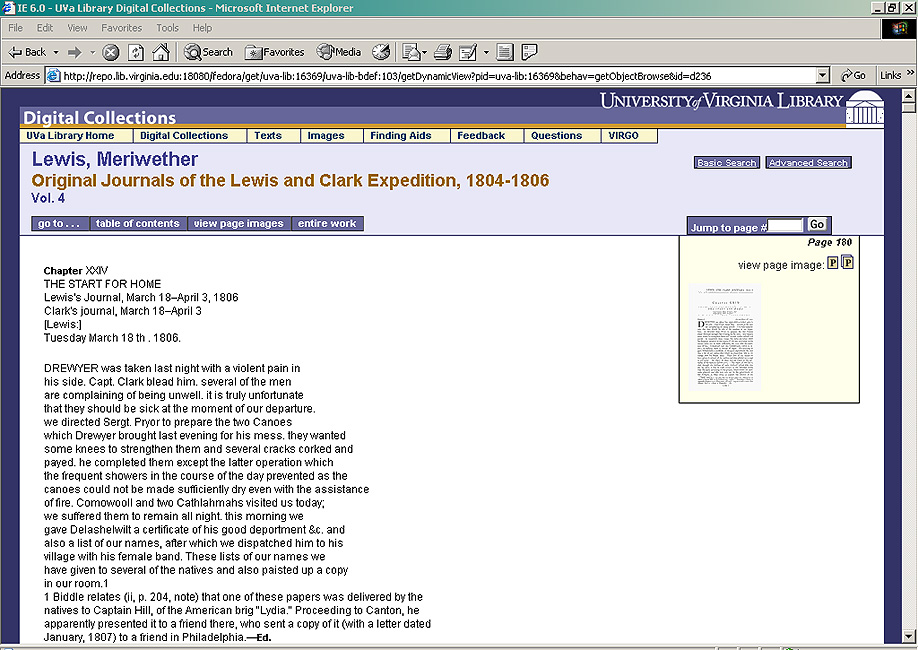 IE 6.0 - UVa Library Digital Collections - Microsoft Internet Explorer
File Edit View Favorites Tools Help
Back Search Favorites Media
Address http://repo.lib.virginia.edu:18080/fedora/get/uva-lib:16369/uva-lib-bdef:103/getDynamicView?pid=uva-lib:16369&behav=getObjectBrowse&id=d236 Go Links »
UNIVERSITY of VIRGINIA LIBRARY
Digital Collections
UVa Library Home Digital Collections Texts Images Finding Aids Feedback Questions VIRGO
Lewis, Meriwether
Basic Search Advanced Search
Original Journals of the Lewis and Clark Expedition, 1804-1806
Vol. 4
go to . . . table of contents view page images entire work
Jump to page # Go
Page 180
view page image: P P
Chapter XXIV
THE START FOR HOME
Lewis's Journal, March 18–April 3, 1806
Clark's journal, March 18–April 3
[Lewis:]
Tuesday March 18 th . 1806.
DREWYER was taken last night with a violent pain in
his side. Capt. Clark blead him. several of the men
are complaining of being unwell. it is truly unfortunate
that they should be sick at the moment of our departure.
we directed Sergt. Pryor to prepare the two Canoes
which Drewyer brought last evening for his mess. they wanted
some knees to strengthen them and several cracks corked and
payed. he completed them except the latter operation which
the frequent showers in the course of the day prevented as the
canoes could not be made sufficiently dry even with the assistance
of fire. Comowooll and two Cathlahmahs visited us today;
we suffered them to remain all night. this morning we
gave Delashelwilt a certificate of his good deportment &c. and
also a list of our names, after which we dispatched him to his
village with his female band. These lists of our names we
have given to several of the natives and also paisted up a copy
in our room.1
1 Biddle relates (ii, p. 204, note) that one of these papers was delivered by the
natives to Captain Hill, of the American brig "Lydia." Proceeding to Canton, he
apparently presented it to a friend there, who sent a copy of it (with a letter dated
January, 1807) to a friend in Philadelphia.—Ed.